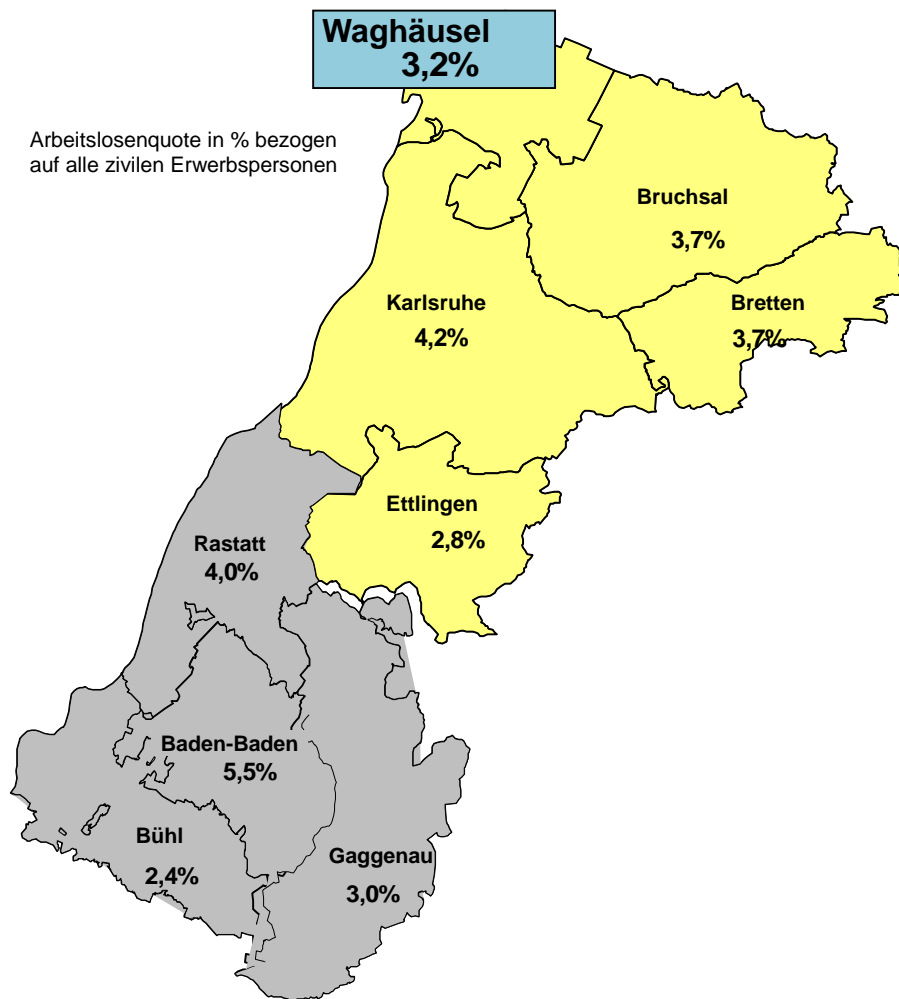 Waghäusel
3,2%
Arbeitslosenquote in % bezogen
auf alle zivilen Erwerbspersonen
Bruchsal
3,7%
Karlsruhe
4,2%
Bretten
3,7%
Ettlingen
2,8%
Rastatt
4,0%
Baden-Baden
5,5%
Bühl
2,4%
Gaggenau
3,0%